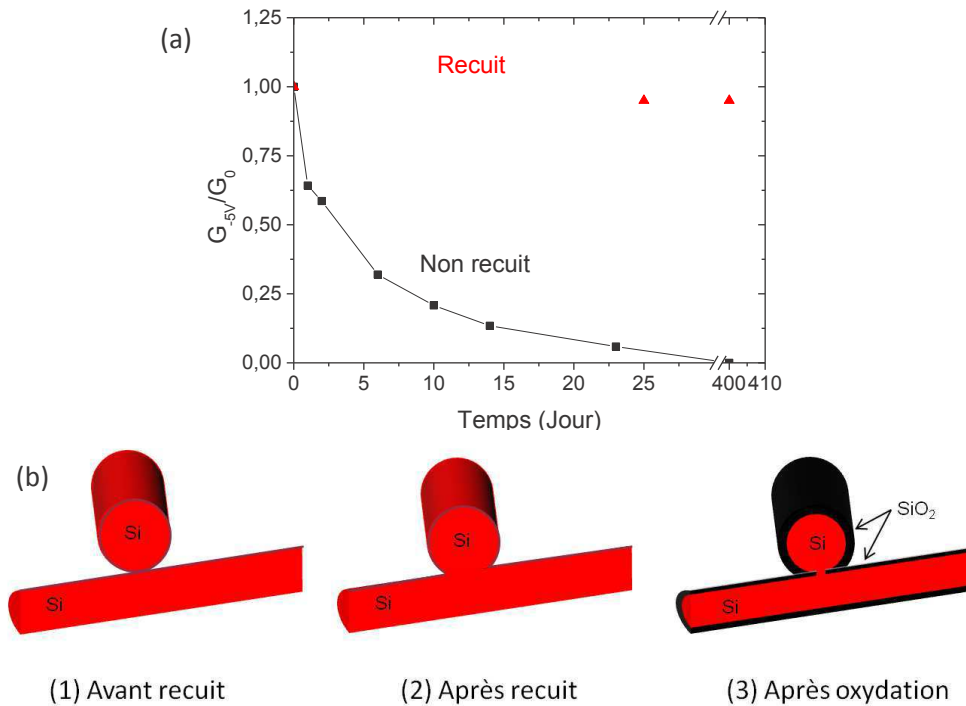 (a)
1,25
1,00
0,75
0,50
0,25
0,00
G-5V/G0
Recuit
Non recuit
0 5 10 15 20 25 400 410
Temps (Jour)
(b)
Si
Si
Si
Si
Si
Si
SiO2
(1) Avant recuit
(2) Après recuit
(3) Après oxydation